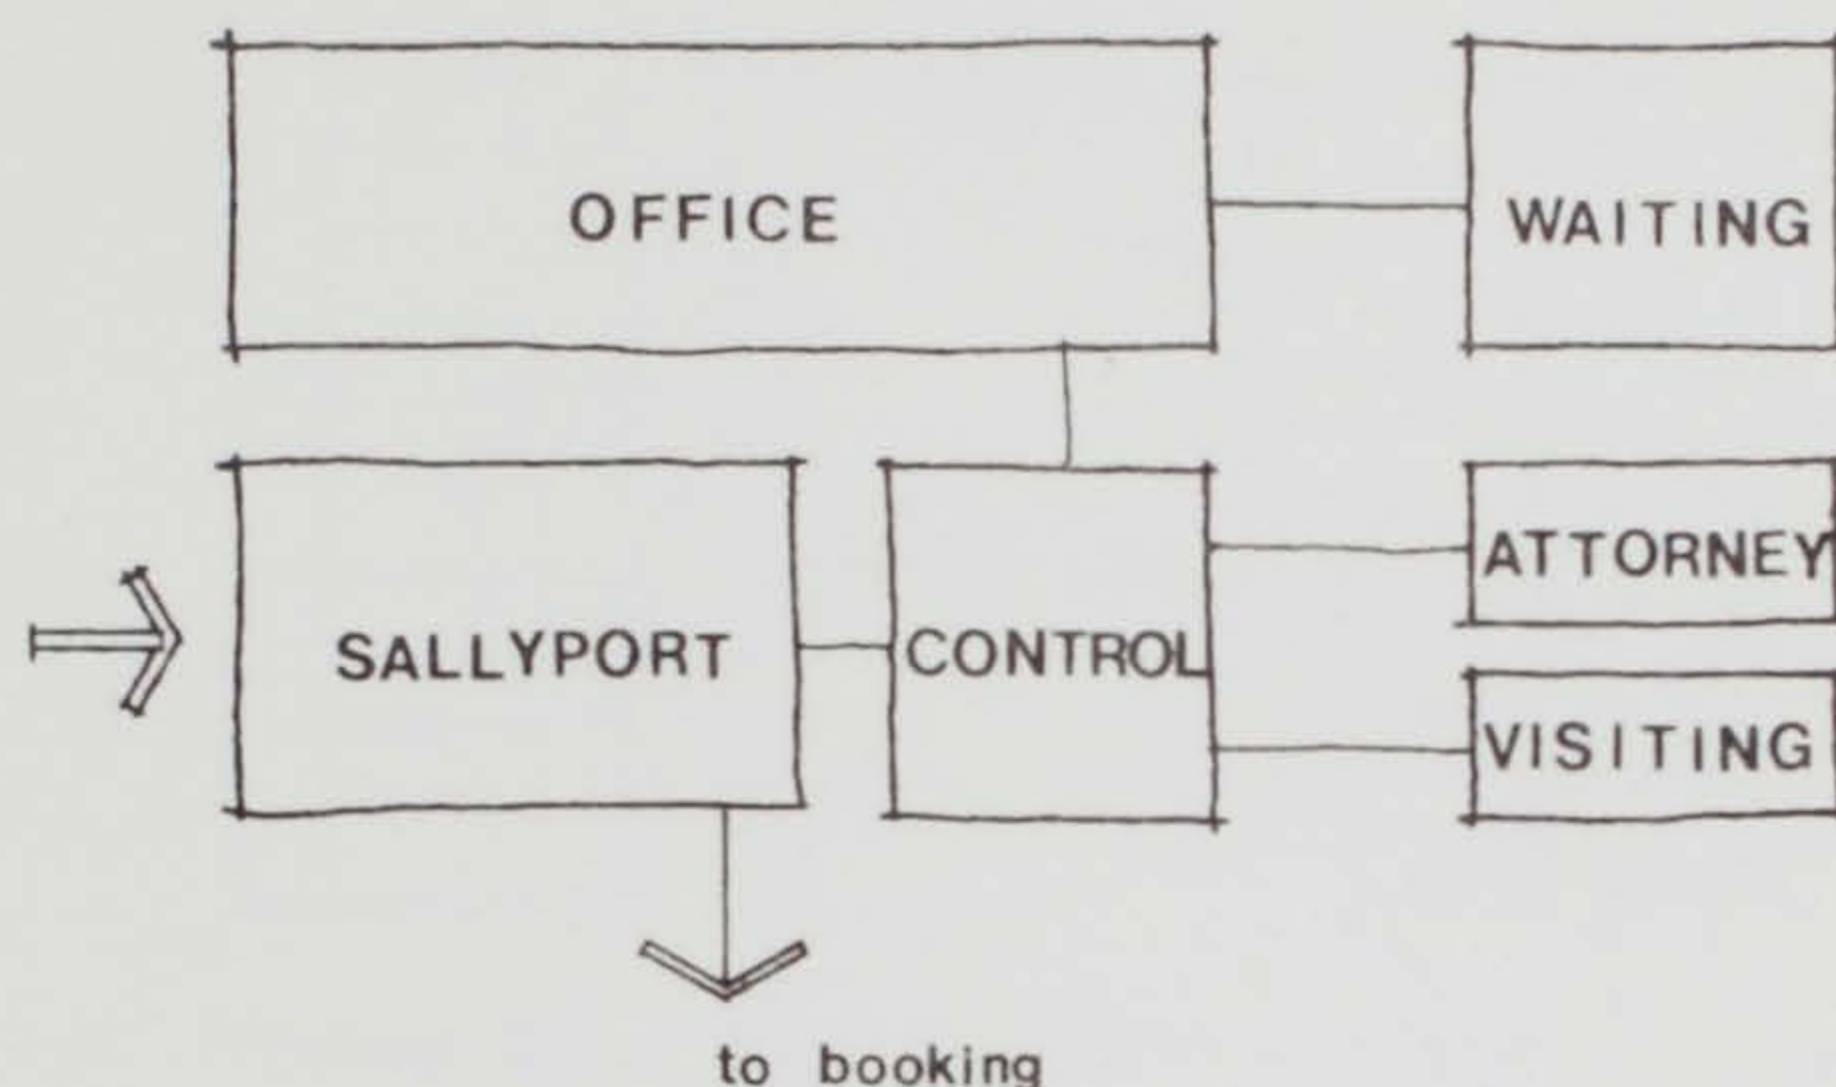 OFFICE
WAITING
SALLYPORT
CONTROL
ATTORNEY
VISITING
to booking